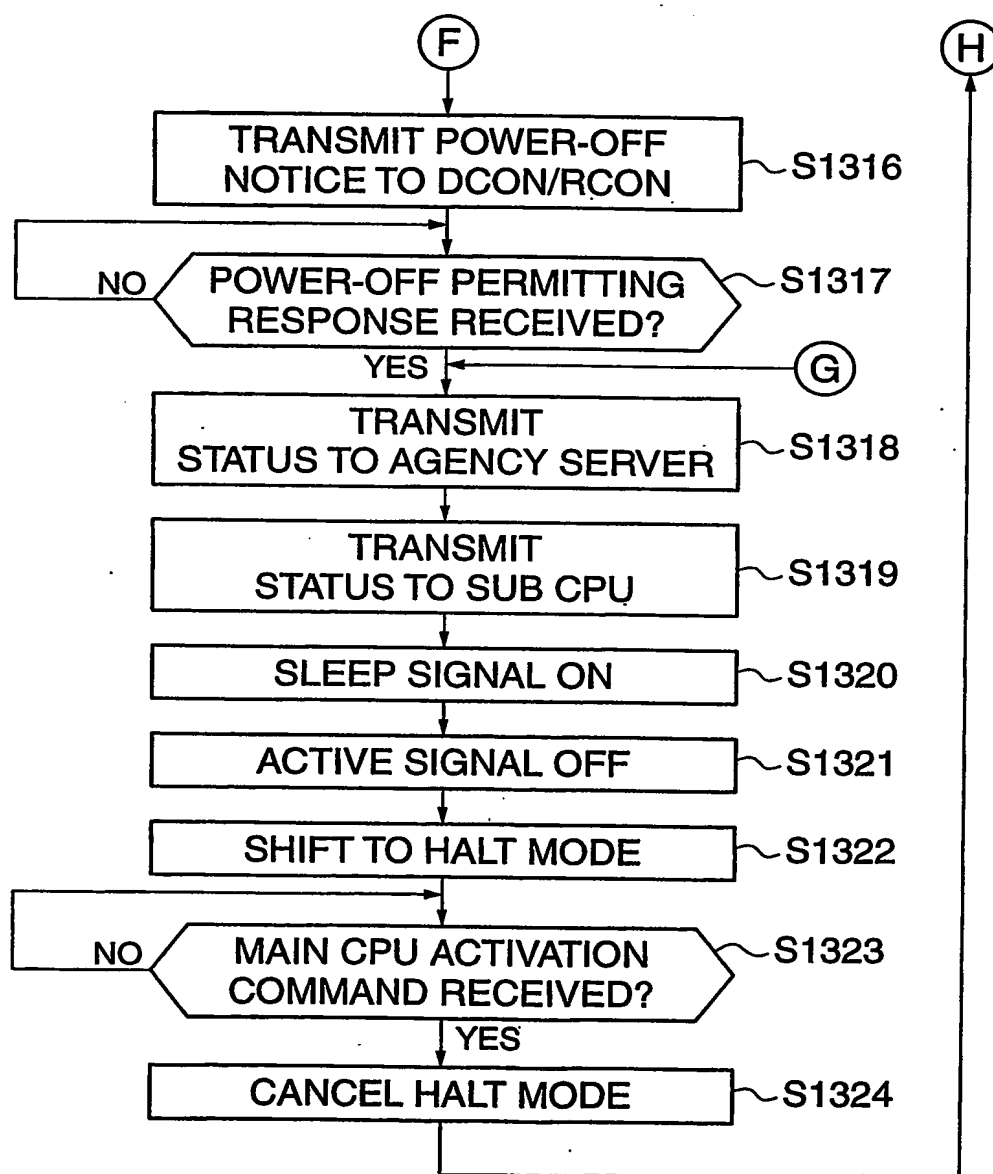 F
H
TRANSMIT POWER-OFF
NOTICE TO DCON/RCON
S1316
POWER-OFF PERMITTING
RESPONSE RECEIVED?
S1317
NO
YES
G
TRANSMIT
STATUS TO AGENCY SERVER
S1318
TRANSMIT
STATUS TO SUB CPU
S1319
SLEEP SIGNAL ON
S1320
ACTIVE SIGNAL OFF
S1321
SHIFT TO HALT MODE
S1322
MAIN CPU ACTIVATION
COMMAND RECEIVED?
S1323
NO
YES
CANCEL HALT MODE
S1324